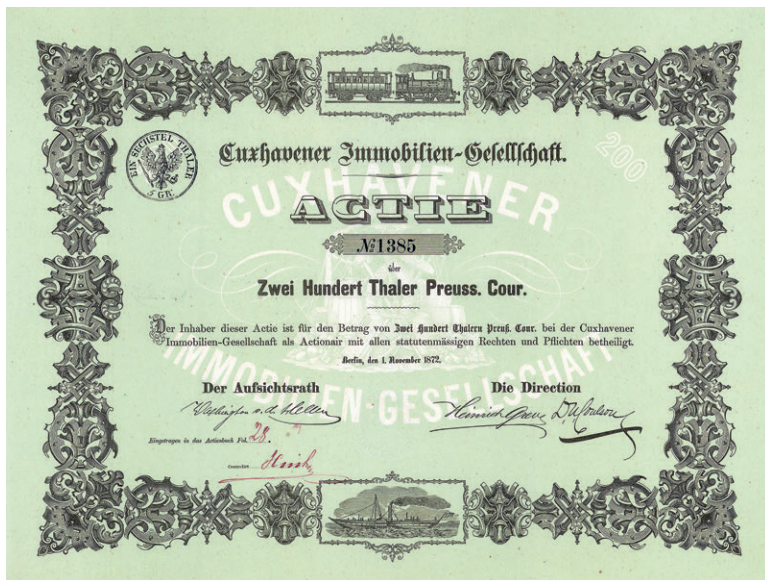 EIN SECHSTEL THALER
5 GR.
200
Cuxhavener Immobilien-Gesellschaft.
CUXHAVENER
ACTIE
№1385
über
Zwei Hundert Thaler Preuss. Cour.
Der Inhaber dieser Actie ist für den Betrag von Zwei Hundert Thalern Preuß. Cour. bei der Cuxhavener
Immobilien-Gesellschaft als Actionair mit allen statutenmässigen Rechten und Pflichten betheiligt.
Berlin, den 1. November 1872.
IMMOBILIEN-GESELLSCHAFT
Der Aufsichtsrath Die Direction
Heinrich
Eingetragen in das Actienbuch Fol. 28.